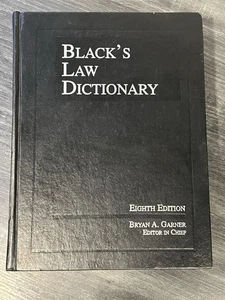 BLACK'S
LAW
DICTIONARY
EIGHTH EDITION
BRYAN A. GARNER
EDITOR IN CHIEF